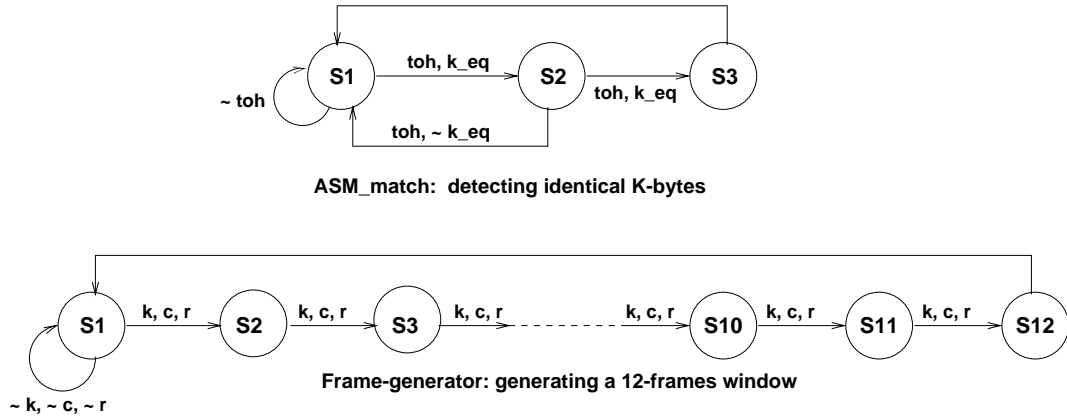 S1
toh, k_eq
S2
toh, k_eq
S3
~ toh
toh, ~ k_eq
ASM_match: detecting identical K-bytes
S1
k, c, r
S2
k, c, r
S3
k, c, r
k, c, r
S10
k, c, r
S11
k, c, r
S12
~ k, ~ c, ~ r
Frame-generator: generating a 12-frames window